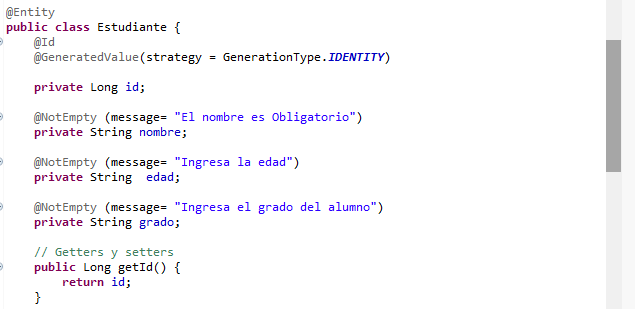 @Entity
public class Estudiante {
@Id
@GeneratedValue(strategy = GenerationType.IDENTITY)
private Long id;
@NotEmpty (message= "El nombre es Obligatorio")
private String nombre;
@NotEmpty (message= "Ingresa la edad")
private String  edad;
@NotEmpty (message= "Ingresa el grado del alumno")
private String grado;
// Getters y setters
public Long getId() {
return id;
}